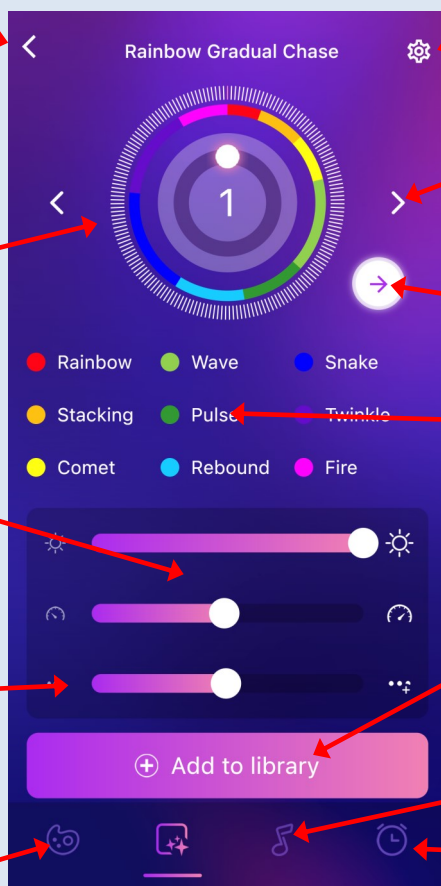 Rainbow Gradual Chase
1
Rainbow Wave Snake
Stacking Pulse Twinkle
Comet Rebound Fire
Add to library